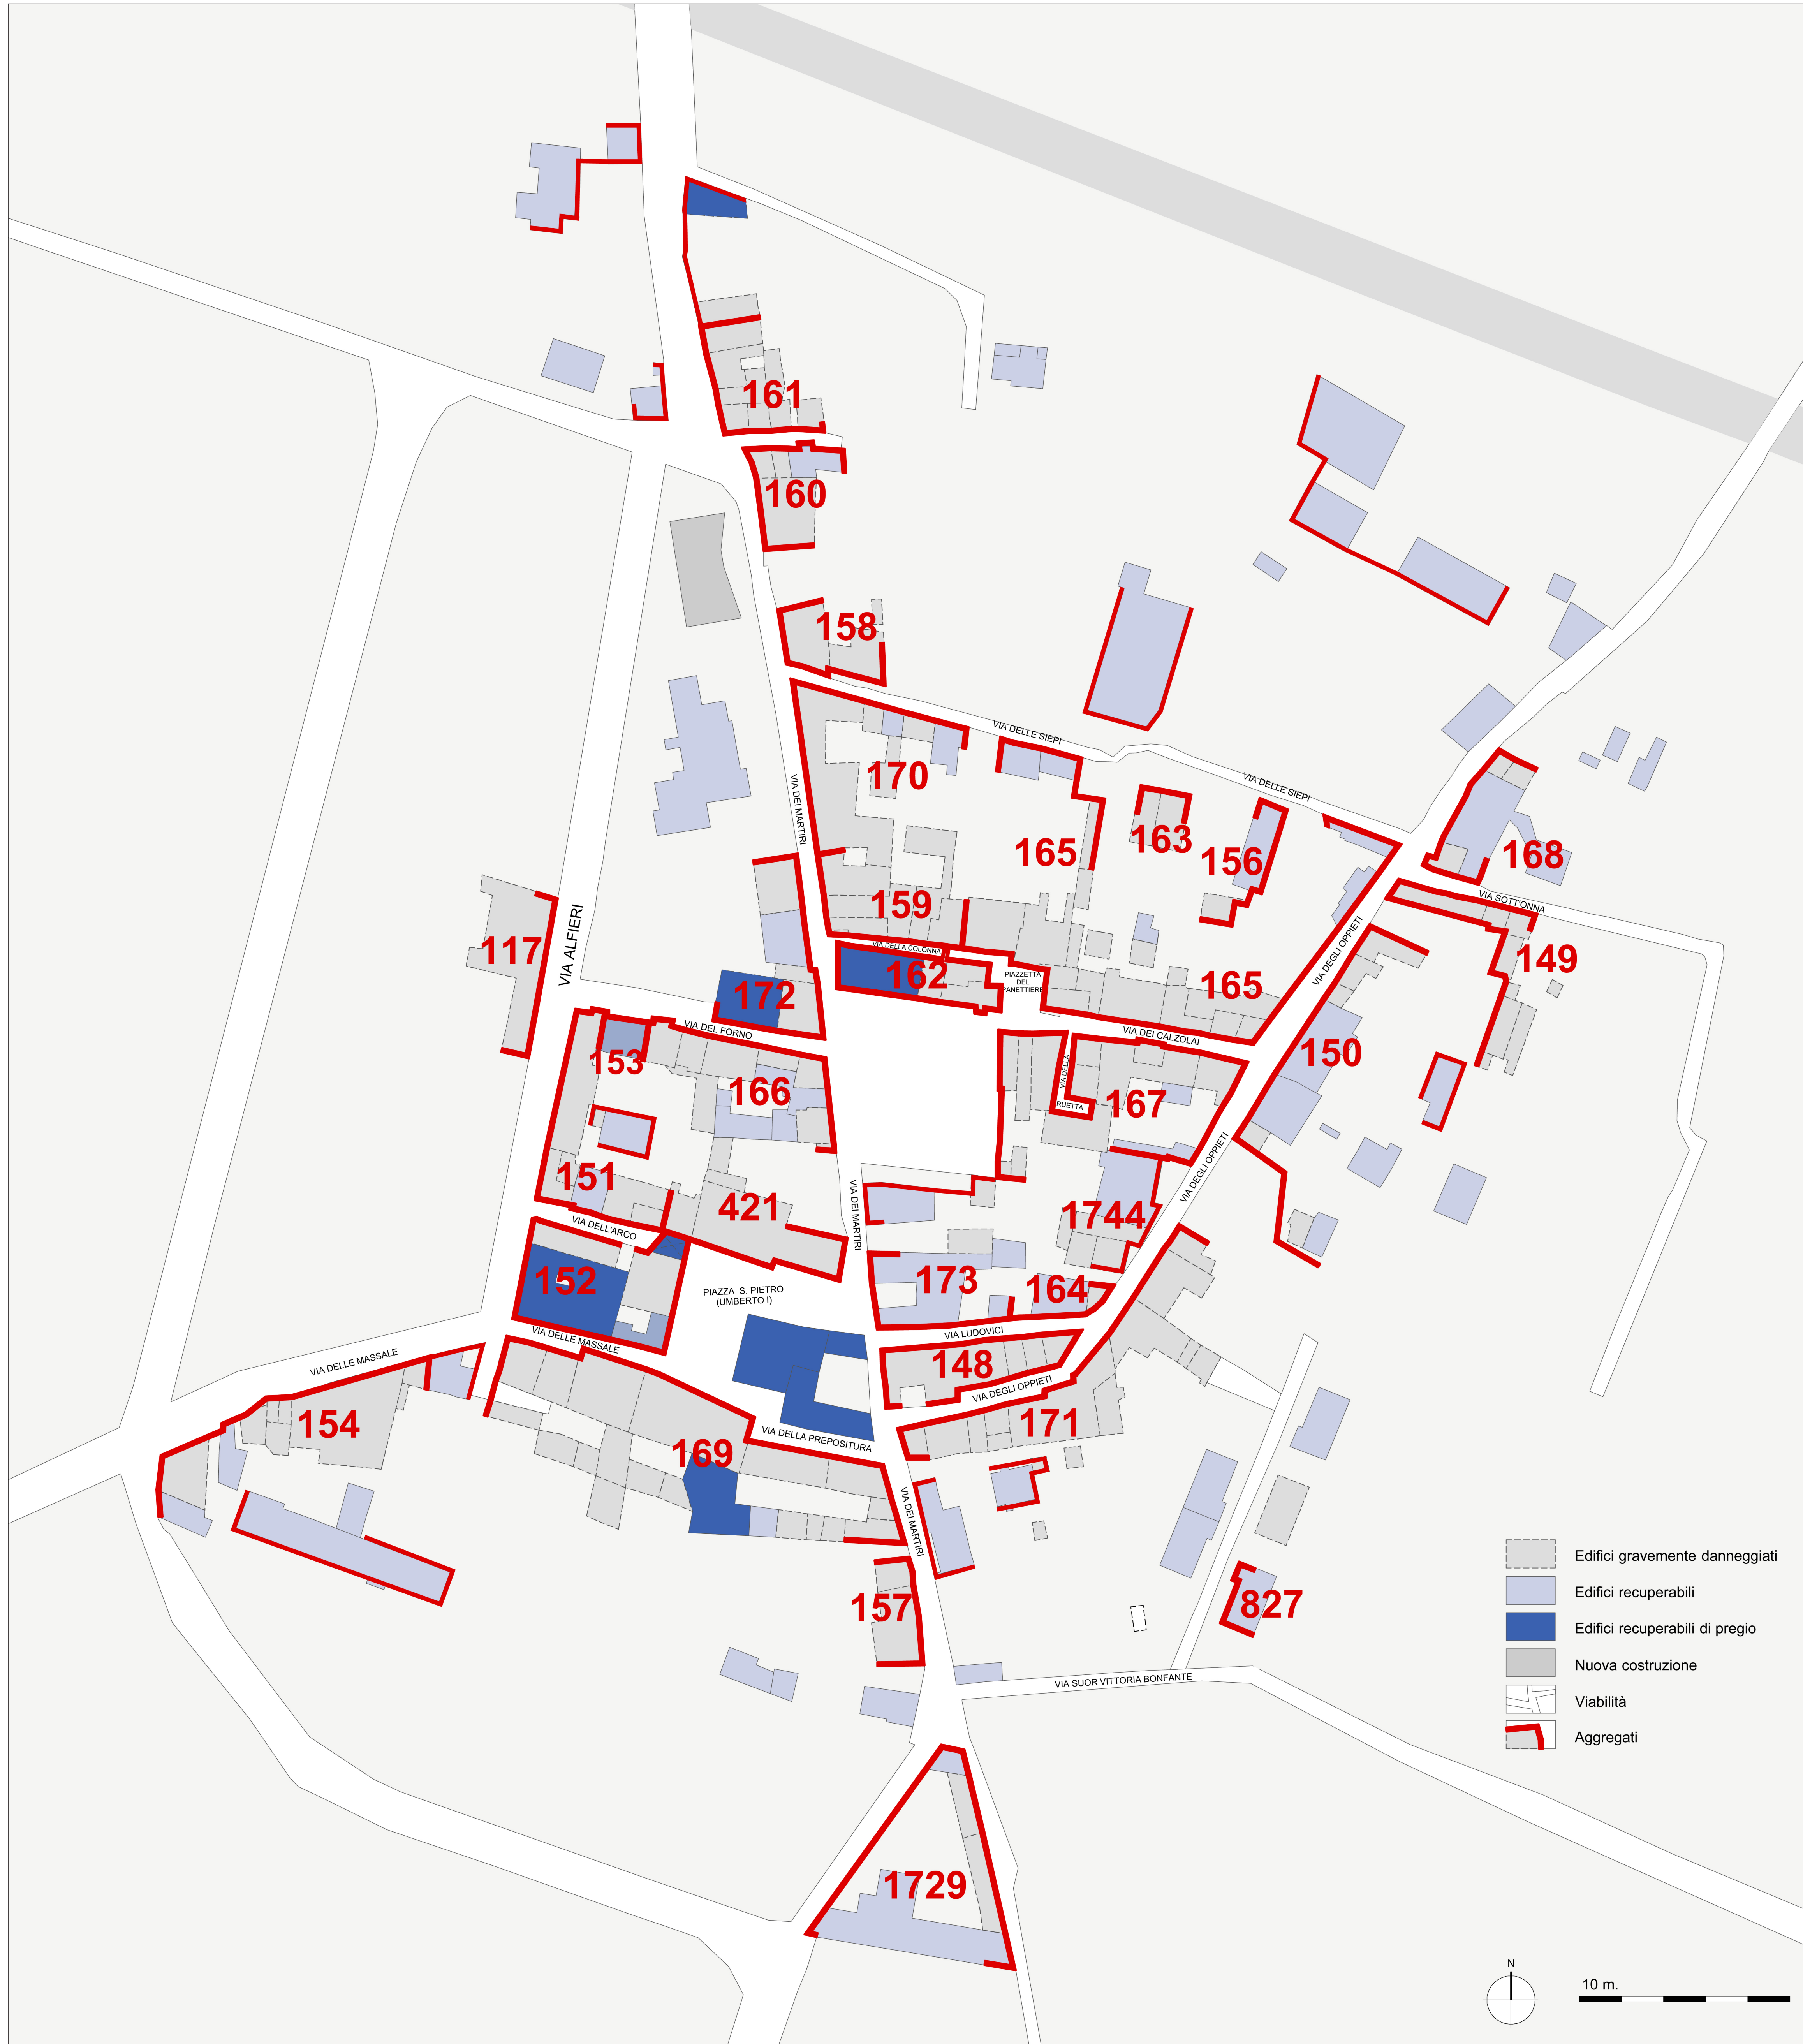 161
160
158
VIA DELLE SIEPI
170
VIA DELLE SIEPI
VIA DEI MARTIRI
165
163
156
168
VIA SOTT'ONNA
159
VIA ALFIERI
117
VIA DELLA COLONNA
VIA DEGLI OPPIETI
149
162
PIAZZETTA
DEL
PANETTIERE
165
172
VIA DEL FORNO
VIA DEI CALZOLAI
150
153
166
VIA DELLA
RUETTA
167
151
421
VIA DEI MARTIRI
VIA DEGLI OPPIETI
1744
VIA DELL'ARCO
152
PIAZZA S. PIETRO
(UMBERTO I)
173
164
VIA LUDOVICI
VIA DELLE MASSALE
VIA DELLE MASSALE
148
VIA DEGLI OPPIETI
154
171
169
VIA DELLA PREPOSITURA
VIA DEI MARTIRI
157
827
VIA SUOR VITTORIA BONFANTE
1729
Edifici gravemente danneggiati
Edifici recuperabili
Edifici recuperabili di pregio
Nuova costruzione
Viabilità
Aggregati
N
10 m.